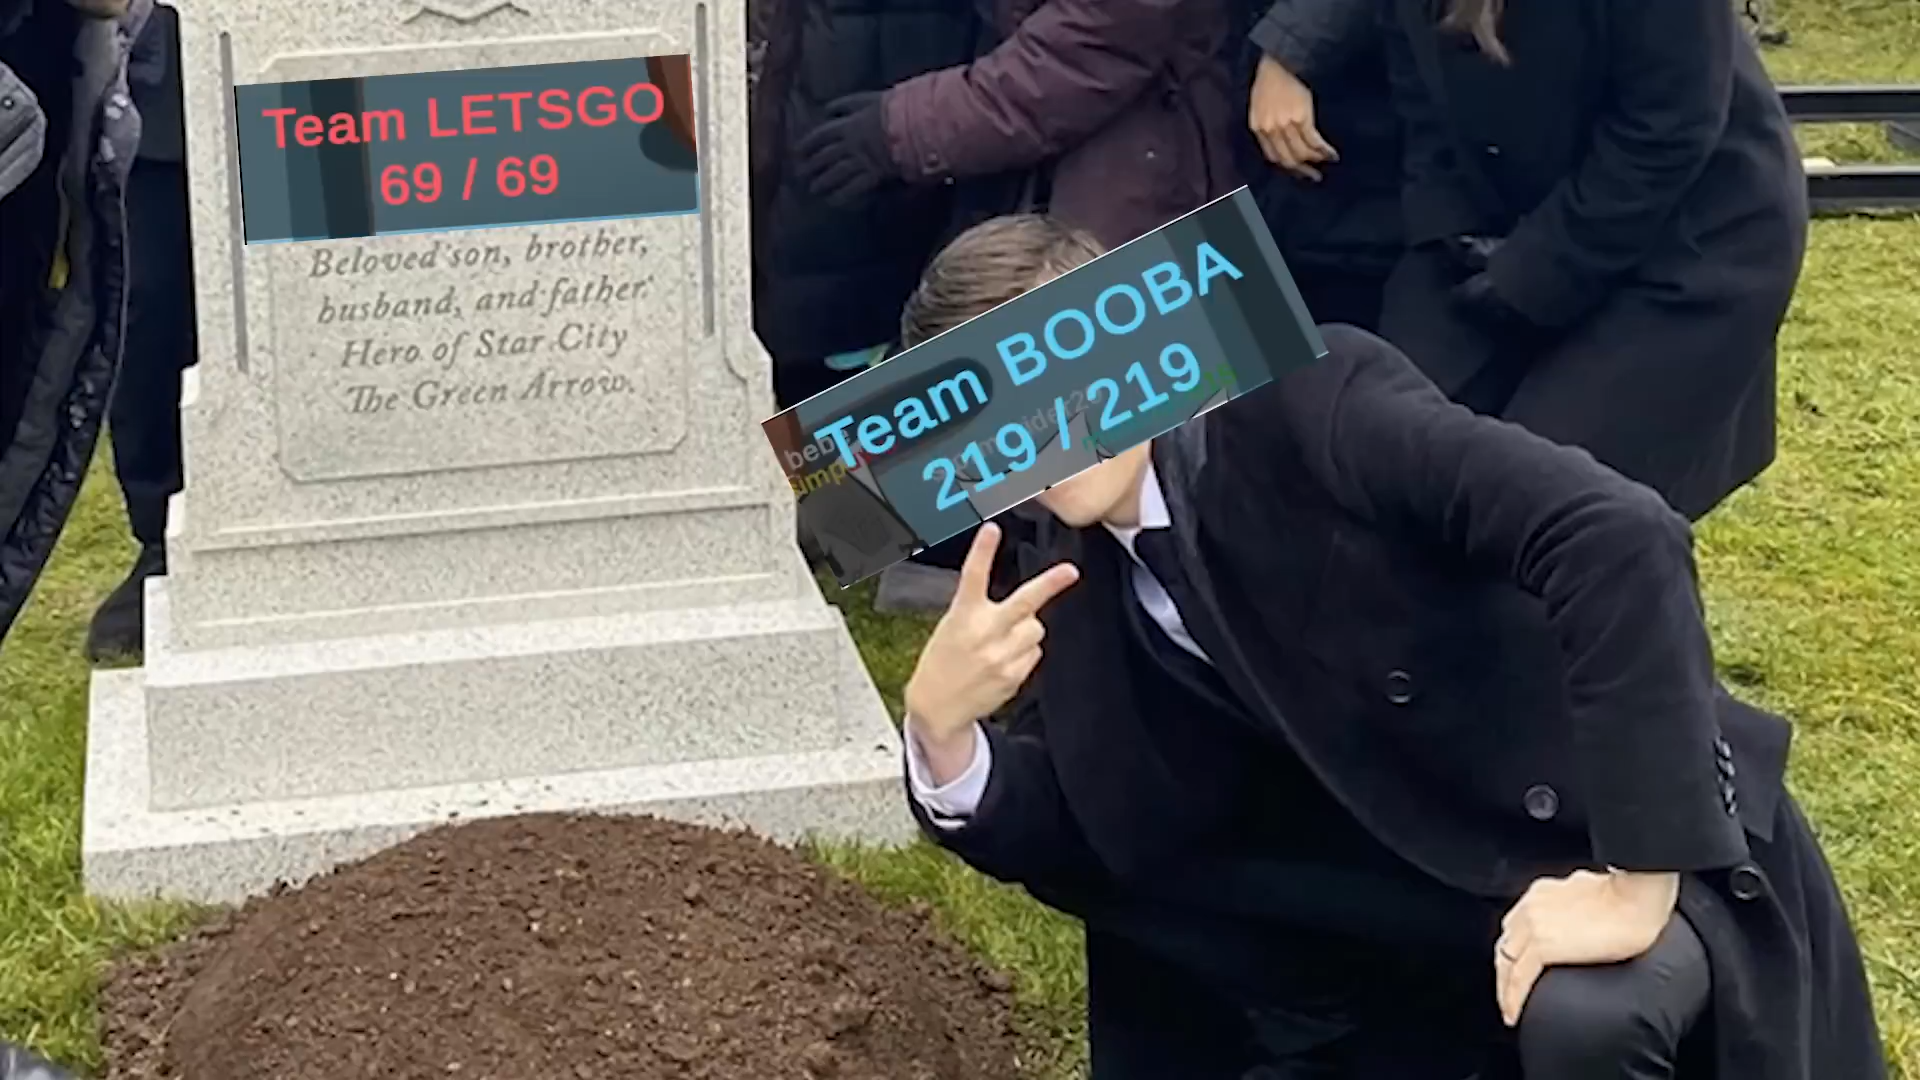 Team LETSGO
69 / 69
Beloved son, brother,
husband, and father.
Hero of Star City
The Green Arrow.
Team BOOBA
219 / 219